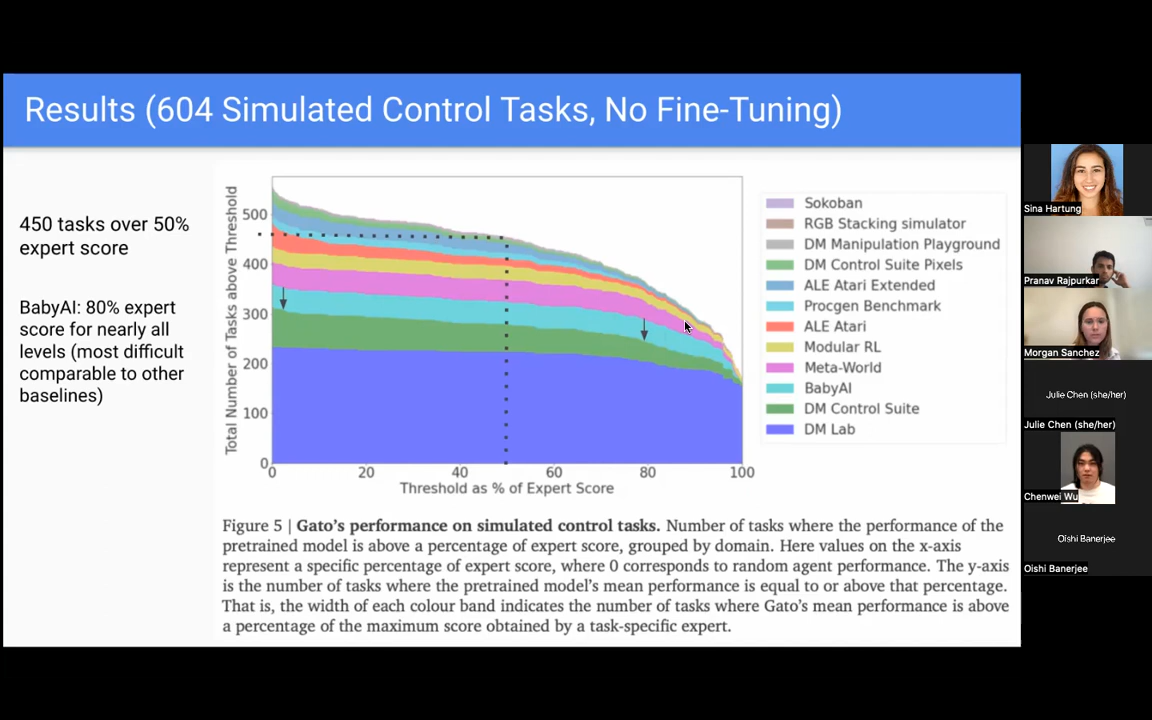 Results (604 Simulated Control Tasks, No Fine-Tuning)
450 tasks over 50%
expert score
BabyAI: 80% expert
score for nearly all
levels (most difficult
comparable to other
baselines)
Total Number of Tasks above Threshold
500
400
300
200
100
0
0
20
40
60
80
100
Threshold as % of Expert Score
Sokoban
RGB Stacking simulator
DM Manipulation Playground
DM Control Suite Pixels
ALE Atari Extended
Procgen Benchmark
ALE Atari
Modular RL
Meta-World
BabyAI
DM Control Suite
DM Lab
Figure 5 | Gato’s performance on simulated control tasks. Number of tasks where the performance of the
pretrained model is above a percentage of expert score, grouped by domain. Here values on the x-axis
represent a specific percentage of expert score, where 0 corresponds to random agent performance. The y-axis
is the number of tasks where the pretrained model’s mean performance is equal to or above that percentage.
That is, the width of each colour band indicates the number of tasks where Gato’s mean performance is above
a percentage of the maximum score obtained by a task-specific expert.
Sina Hartung
Pranav Rajpurkar
Morgan Sanchez
Julie Chen (she/her)
Julie Chen (she/her)
Chenwei Wu
Oishi Banerjee
Oishi Banerjee